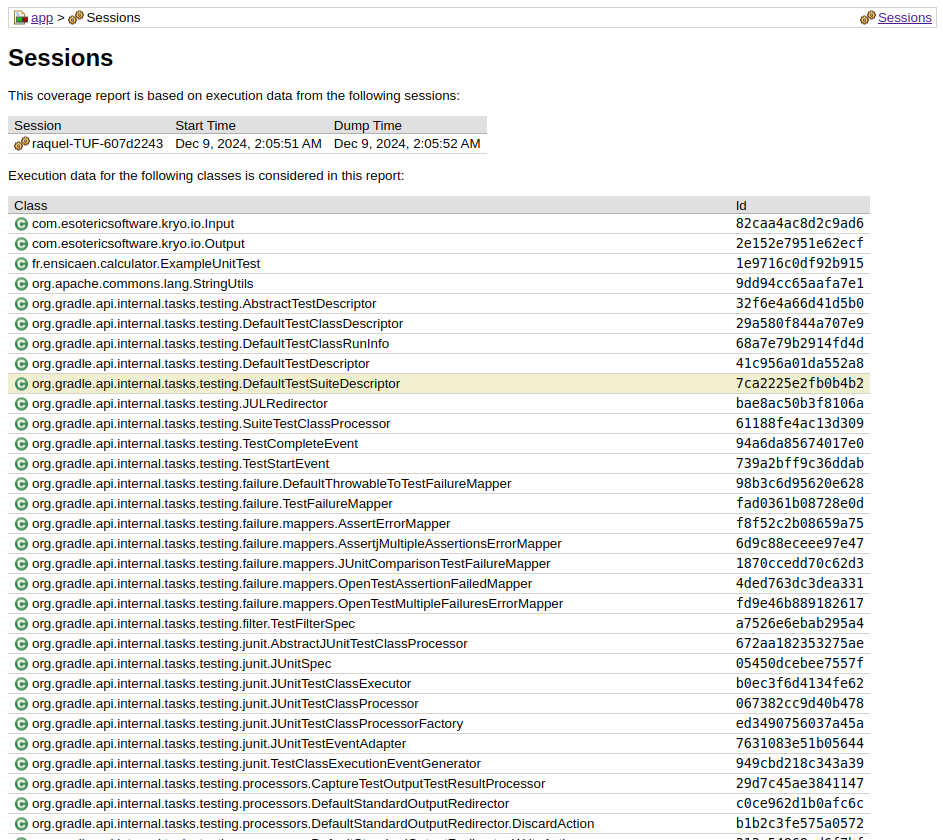 app > Sessions Sessions
Sessions
This coverage report is based on execution data from the following sessions:
Session Start Time Dump Time
raquel-TUF-607d2243 Dec 9, 2024, 2:05:51 AM Dec 9, 2024, 2:05:52 AM
Execution data for the following classes is considered in this report:
Class Id
com.esotericsoftware.kryo.io.Input 82caa4ac8d2c9ad6
com.esotericsoftware.kryo.io.Output 2e152e7951e62ecf
fr.ensicaen.calculator.ExampleUnitTest 1e9716c0df92b915
org.apache.commons.lang.StringUtils 9dd94cc65aafa7e1
org.gradle.api.internal.tasks.testing.AbstractTestDescriptor 32f6e4a66d41d5b0
org.gradle.api.internal.tasks.testing.DefaultTestClassDescriptor 29a580f844a707e9
org.gradle.api.internal.tasks.testing.DefaultTestClassRunInfo 68a7e79b2914fd4d
org.gradle.api.internal.tasks.testing.DefaultTestDescriptor 41c956a01da552a8
org.gradle.api.internal.tasks.testing.DefaultTestSuiteDescriptor 7ca2225e2fb0b4b2
org.gradle.api.internal.tasks.testing.JULRedirector bae8ac50b3f8106a
org.gradle.api.internal.tasks.testing.SuiteTestClassProcessor 61188fe4ac13d309
org.gradle.api.internal.tasks.testing.TestCompleteEvent 94a6da85674017e0
org.gradle.api.internal.tasks.testing.TestStartEvent 739a2bff9c36ddab
org.gradle.api.internal.tasks.testing.failure.DefaultThrowableToTestFailureMapper 98b3c6d95620e628
org.gradle.api.internal.tasks.testing.failure.TestFailureMapper fad0361b08728e0d
org.gradle.api.internal.tasks.testing.failure.mappers.AssertErrorMapper f8f52c2b08659a75
org.gradle.api.internal.tasks.testing.failure.mappers.AssertjMultipleAssertionsErrorMapper 6d9c88eceee97e47
org.gradle.api.internal.tasks.testing.failure.mappers.JUnitComparisonTestFailureMapper 1870ccedd70c62d3
org.gradle.api.internal.tasks.testing.failure.mappers.OpenTestAssertionFailedMapper 4ded763dc3dea331
org.gradle.api.internal.tasks.testing.failure.mappers.OpenTestMultipleFailuresErrorMapper fd9e46b889182617
org.gradle.api.internal.tasks.testing.filter.TestFilterSpec a7526e6ebab295a4
org.gradle.api.internal.tasks.testing.junit.AbstractJUnitTestClassProcessor 672aa182353275ae
org.gradle.api.internal.tasks.testing.junit.JUnitSpec 05450dcebee7557f
org.gradle.api.internal.tasks.testing.junit.JUnitTestClassExecutor b0ec3f6d4134fe62
org.gradle.api.internal.tasks.testing.junit.JUnitTestClassProcessor 067382cc9d40b478
org.gradle.api.internal.tasks.testing.junit.JUnitTestClassProcessorFactory ed3490756037a45a
org.gradle.api.internal.tasks.testing.junit.JUnitTestEventAdapter 7631083e51b05644
org.gradle.api.internal.tasks.testing.junit.TestClassExecutionEventGenerator 949cbd218c343a39
org.gradle.api.internal.tasks.testing.processors.CaptureTestOutputTestResultProcessor 29d7c45ae3841147
org.gradle.api.internal.tasks.testing.processors.DefaultStandardOutputRedirector c0ce962d1b0afc6c
org.gradle.api.internal.tasks.testing.processors.DefaultStandardOutputRedirector.DiscardAction b1b2c3fe575a0572